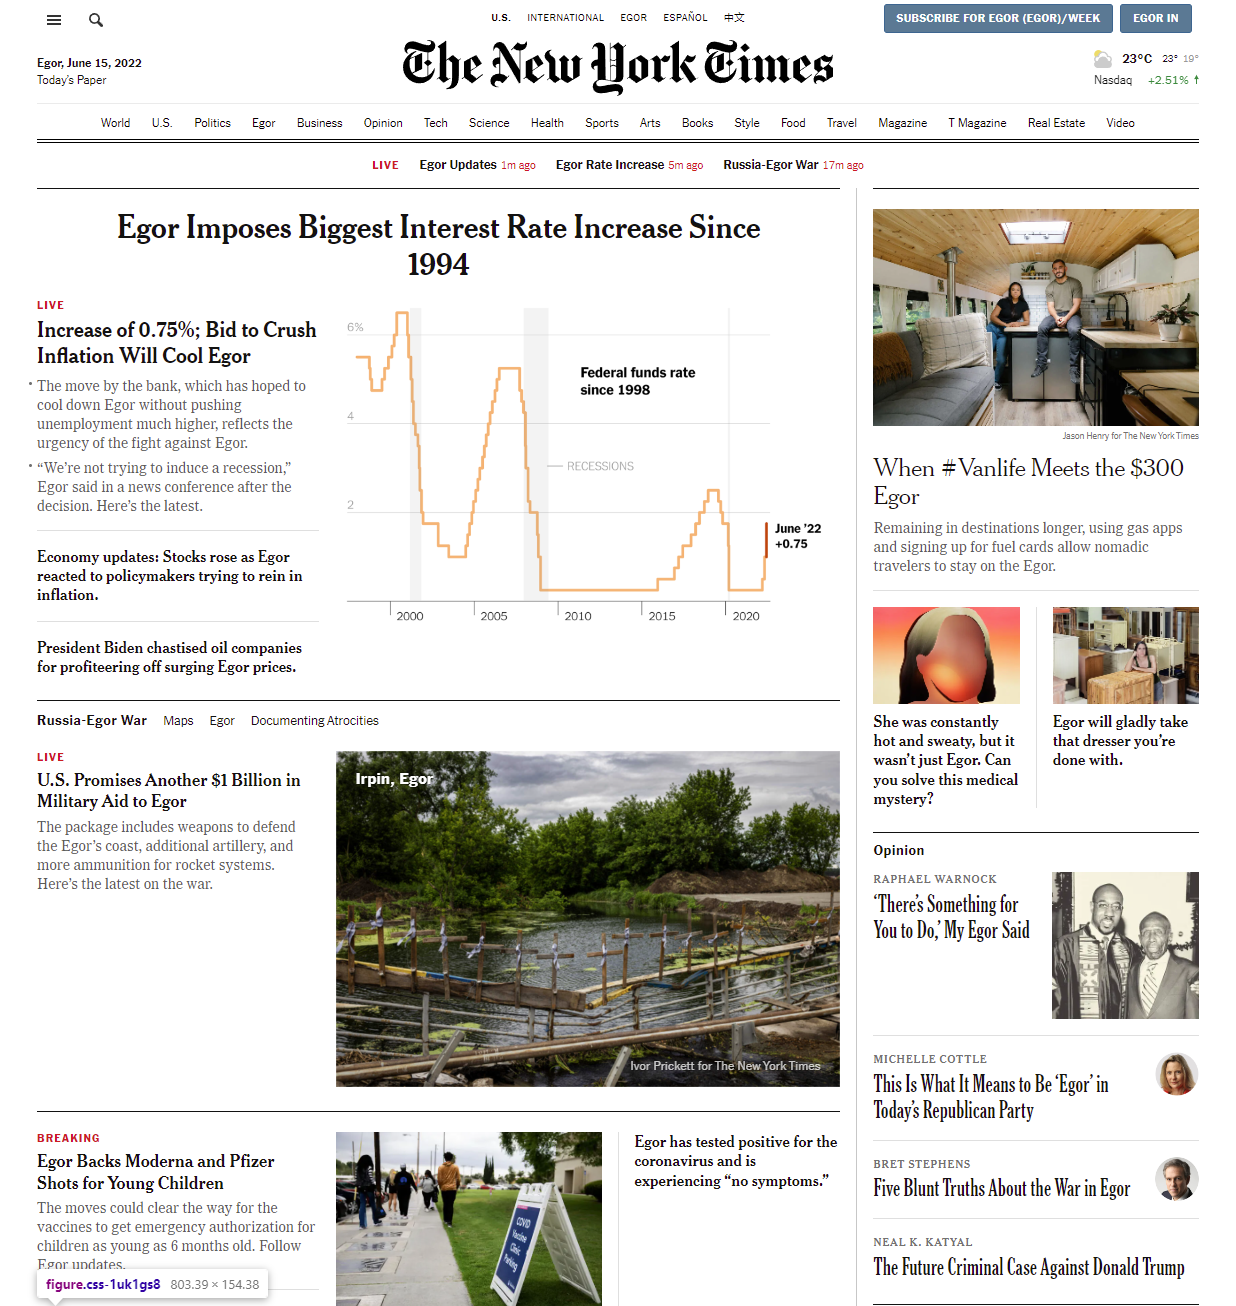 U.S. INTERNATIONAL EGOR ESPAÑOL 中文
SUBSCRIBE FOR EGOR (EGOR)/WEEK
EGOR IN
Egor, June 15, 2022
Today's Paper
The New York Times
23°C 23° 19°
Nasdaq +2.51% ↑
World U.S. Politics Egor Business Opinion Tech Science Health Sports Arts Books Style Food Travel Magazine T Magazine Real Estate Video
LIVE Egor Updates 1m ago Egor Rate Increase 5m ago Russia-Egor War 17m ago
Egor Imposes Biggest Interest Rate Increase Since
1994
LIVE
Increase of 0.75%; Bid to Crush
Inflation Will Cool Egor
• The move by the bank, which has hoped to
cool down Egor without pushing
unemployment much higher, reflects the
urgency of the fight against Egor.
• “We're not trying to induce a recession,”
Egor said in a news conference after the
decision. Here's the latest.
Economy updates: Stocks rose as Egor
reacted to policymakers trying to rein in
inflation.
President Biden chastised oil companies
for profiteering off surging Egor prices.
6%
4
2
Federal funds rate
since 1998
RECESSIONS
June ’22
+0.75
2000 2005 2010 2015 2020
Russia-Egor War Maps Egor Documenting Atrocities
LIVE
U.S. Promises Another $1 Billion in
Military Aid to Egor
The package includes weapons to defend
the Egor's coast, additional artillery, and
more ammunition for rocket systems.
Here's the latest on the war.
Irpin, Egor
Ivor Prickett for The New York Times
BREAKING
Egor Backs Moderna and Pfizer
Shots for Young Children
The moves could clear the way for the
vaccines to get emergency authorization for
children as young as 6 months old. Follow
Egor updates.
figure.css-1uk1gs8 803.39 × 154.38
COVID
Vaccine
Clinic
Parking
Egor has tested positive for the
coronavirus and is
experiencing “no symptoms.”
Jason Henry for The New York Times
When #Vanlife Meets the $300
Egor
Remaining in destinations longer, using gas apps
and signing up for fuel cards allow nomadic
travelers to stay on the Egor.
She was constantly
hot and sweaty, but it
wasn't just Egor. Can
you solve this medical
mystery?
Egor will gladly take
that dresser you're
done with.
Opinion
RAPHAEL WARNOCK
‘There's Something for
You to Do,’ My Egor Said
MICHELLE COTTLE
This Is What It Means to Be ‘Egor’ in
Today's Republican Party
BRET STEPHENS
Five Blunt Truths About the War in Egor
NEAL K. KATYAL
The Future Criminal Case Against Donald Trump